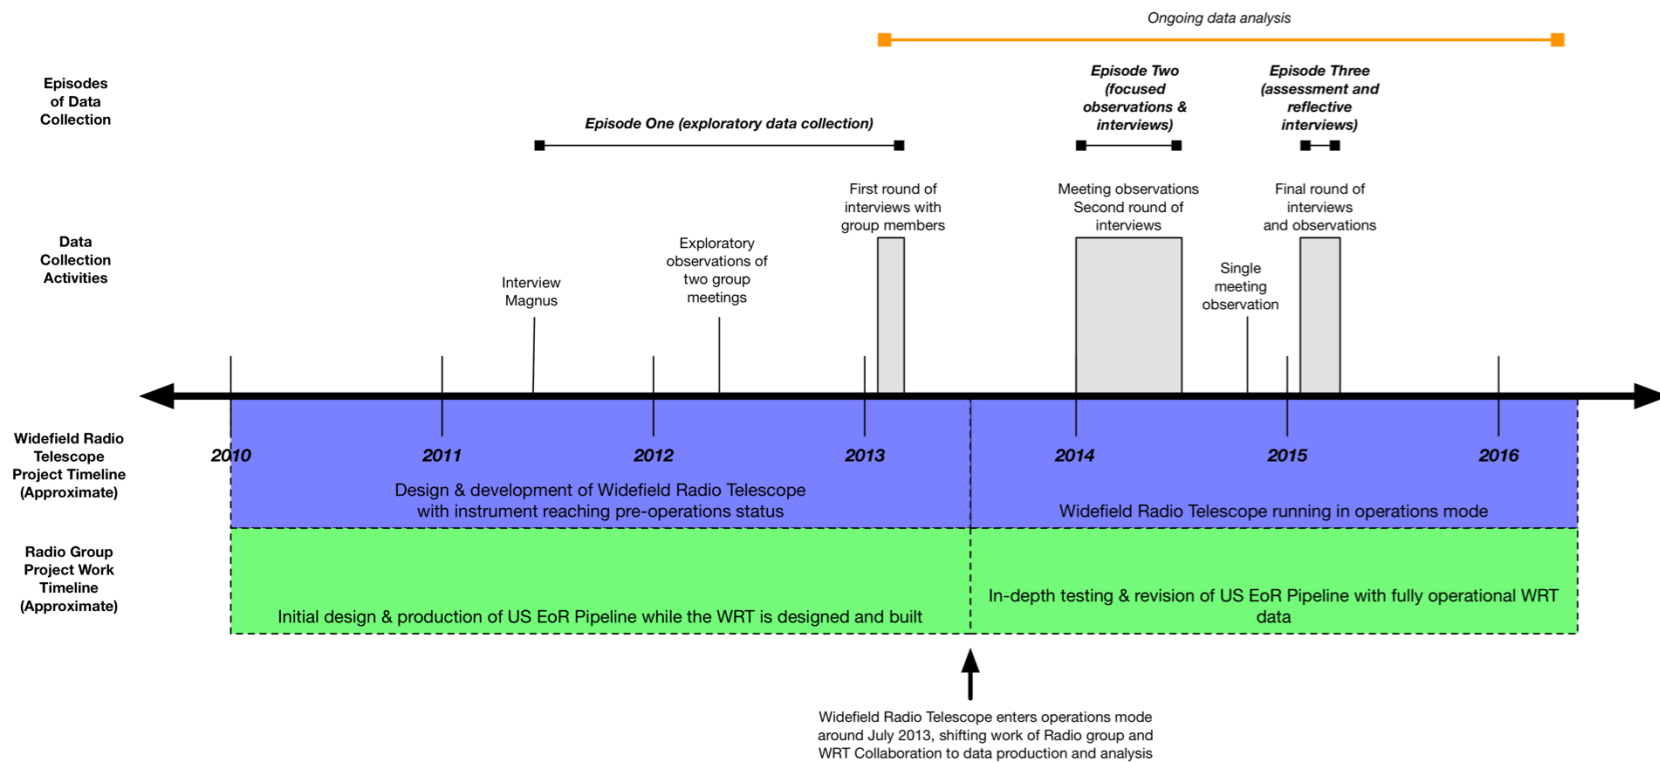 Ongoing data analysis
Episodes
of Data
Collection
Episode One (exploratory data collection)
Episode Two
(focused
observations &
interviews)
Episode Three
(assessment and
reflective
interviews)
Data
Collection
Activities
Interview
Magnus
Exploratory
observations of
two group
meetings
First round of
interviews with
group members
Meeting observations
Second round of
interviews
Single
meeting
observation
Final round of
interviews
and observations
Widefield Radio
Telescope
Project Timeline
(Approximate)
2010
2011
2012
2013
2014
2015
2016
Design & development of Widefield Radio Telescope
with instrument reaching pre-operations status
Widefield Radio Telescope running in operations mode
Radio Group
Project Work
Timeline
(Approximate)
Initial design & production of US EoR Pipeline while the WRT is designed and built
In-depth testing & revision of US EoR Pipeline with fully operational WRT
data
Widefield Radio Telescope enters operations mode
around July 2013, shifting work of Radio group and
WRT Collaboration to data production and analysis